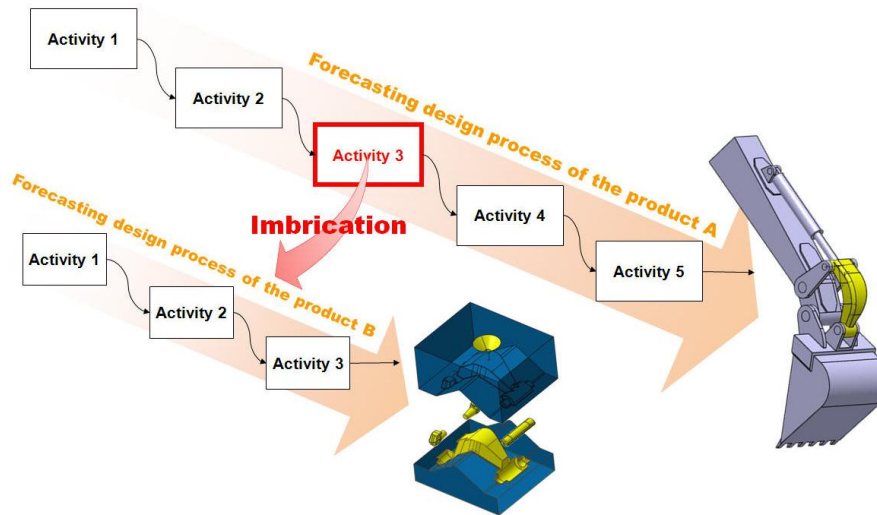 Activity 1
Activity 2
Activity 3
Activity 4
Activity 5
Forecasting design process of the product A
Imbrication
Forecasting design process of the product B
Activity 1
Activity 2
Activity 3